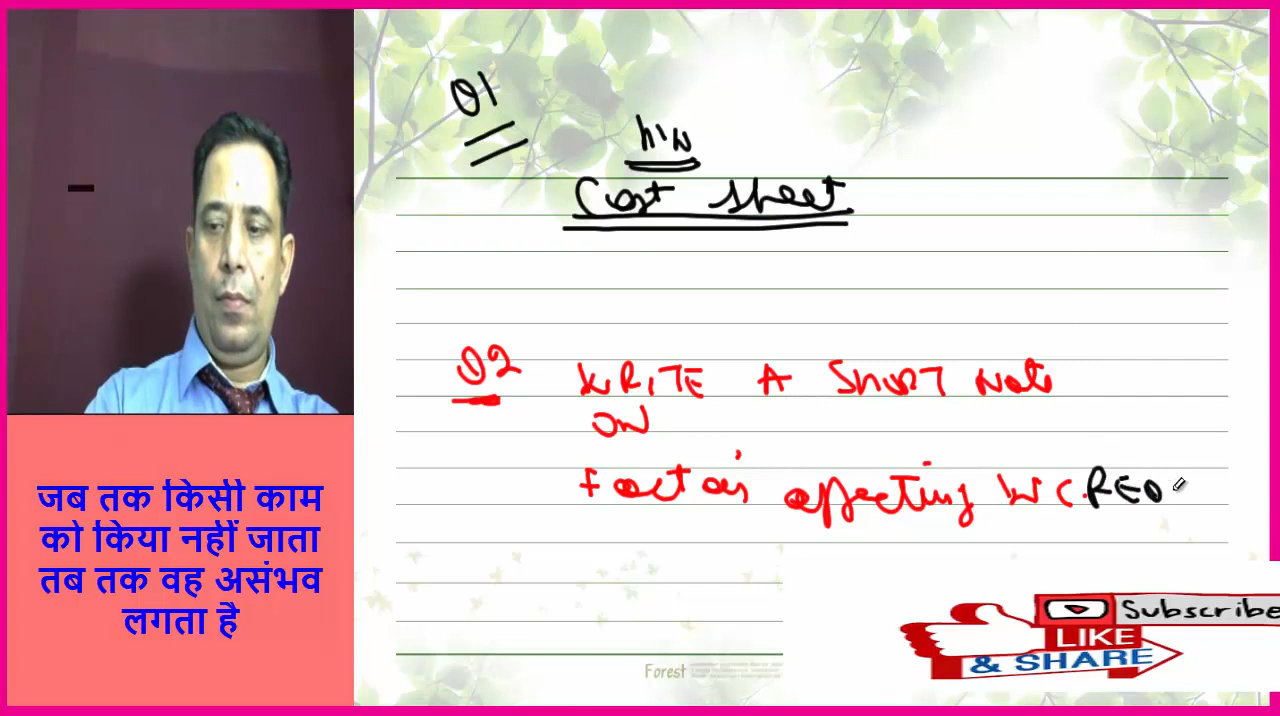 Q1
Cost sheet
Q2 WRITE A SHORT Note
ON
factors affecting W C. REQ
जब तक किसी काम
को किया नहीं जाता
तब तक वह असंभव
लगता है
Forest
Subscribe
LIKE
& SHARE